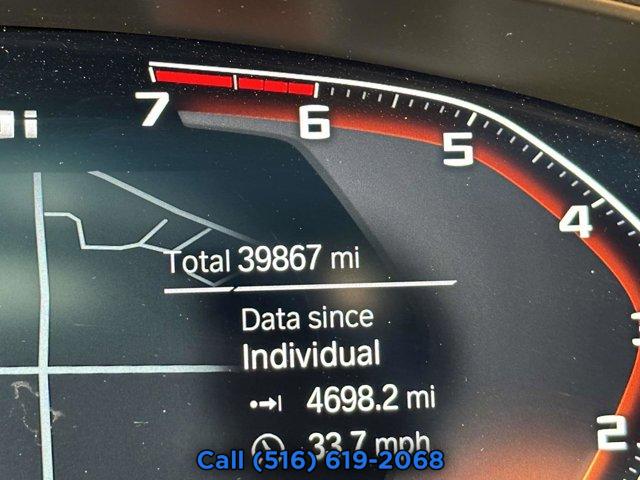 7
6
5
4
2
Total 39867 mi
Data since
Individual
4698.2 mi
33.7 mph
Call (516) 619-2068